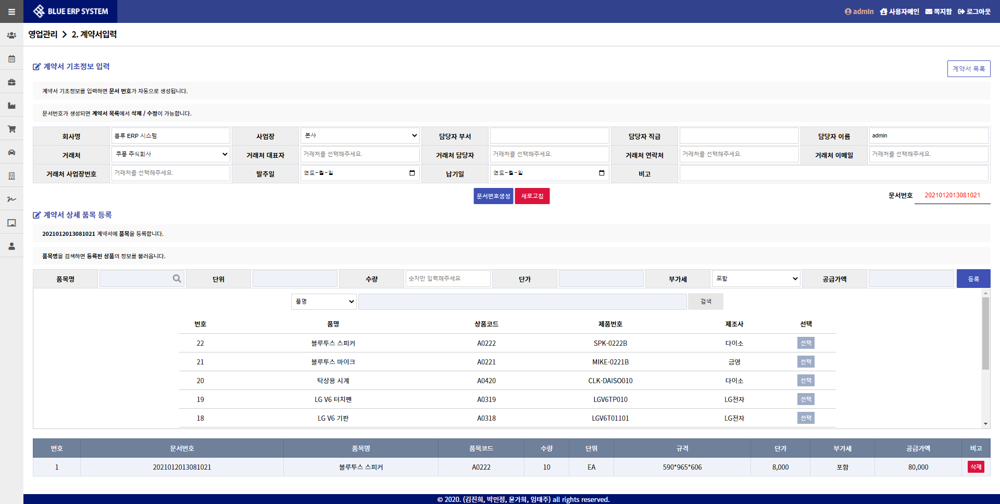 BLUE ERP SYSTEM
admin 사용자메인 쪽지함 로그아웃
영업관리 2. 계약서입력
계약서 기초정보 입력
계약서 목록
계약서 기초정보를 입력하면 문서 번호가 자동으로 생성됩니다.
문서번호가 생성되면 계약서 목록에서 삭제 / 수정이 가능합니다.
회사명 블루 ERP 시스템 사업장 본사 담당자 부서 담당자 직급 담당자 이름 admin
거래처 쿠풍 주식회사 거래처 대표자 거래처를 선택해주세요. 거래처 담당자 거래처를 선택해주세요. 거래처 연락처 거래처를 선택해주세요. 거래처 이메일 거래처를 선택해주세요.
거래처 사업장번호 거래처를 선택해주세요. 발주일 연도-월-일 납기일 연도-월-일 비고
문서번호생성 새로고침 문서번호 2021012013081021
계약서 상세 품목 등록
2021012013081021 계약서에 품목을 등록합니다.
품목명을 검색하면 등록된 상품의 정보를 불러옵니다.
품목명 단위 수량 숫자만 입력해주세요 단가 부가세 포함 공급가액 등록
품명 검색
번호 품명 상품코드 제품번호 제조사 선택
22 블루투스 스피커 A0222 SPK-0222B 다이소 선택
21 블루투스 마이크 A0221 MIKE-0221B 금영 선택
20 탁상용 시계 A0420 CLK-DAISO010 다이소 선택
19 LG V6 터치펜 A0319 LGV6TP010 LG전자 선택
18 LG V6 기판 A0318 LGV6T01101 LG전자 선택
번호 문서번호 품목명 품목코드 수량 단위 규격 단가 부가세 공급가액 비고
1 2021012013081021 블루투스 스피커 A0222 10 EA 590*965*606 8,000 포함 80,000 삭제
© 2020. (김진희, 박민정, 윤가희, 임태주) all rights reserved.